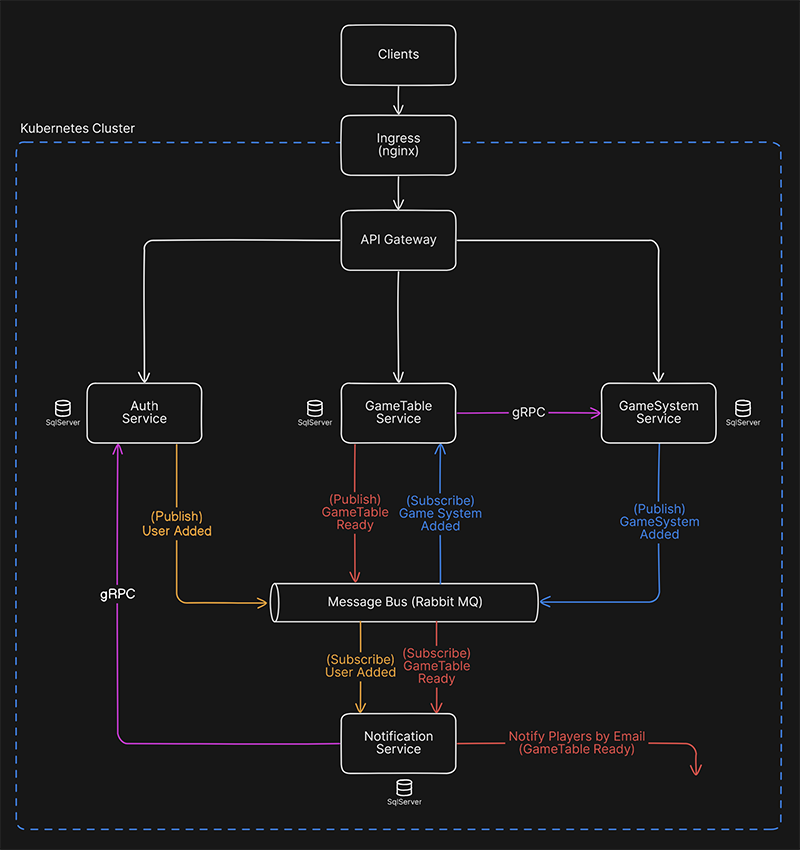 Clients
Kubernetes Cluster
Ingress
(nginx)
API Gateway
Auth
Service
SqlServer
GameTable
Service
SqlServer
gRPC
GameSystem
Service
SqlServer
(Publish)
User Added
(Publish)
GameTable
Ready
(Subscribe)
Game System
Added
(Publish)
GameSystem
Added
gRPC
Message Bus (Rabbit MQ)
(Subscribe)
User Added
(Subscribe)
GameTable
Ready
Notification
Service
SqlServer
Notify Players by Email
(GameTable Ready)